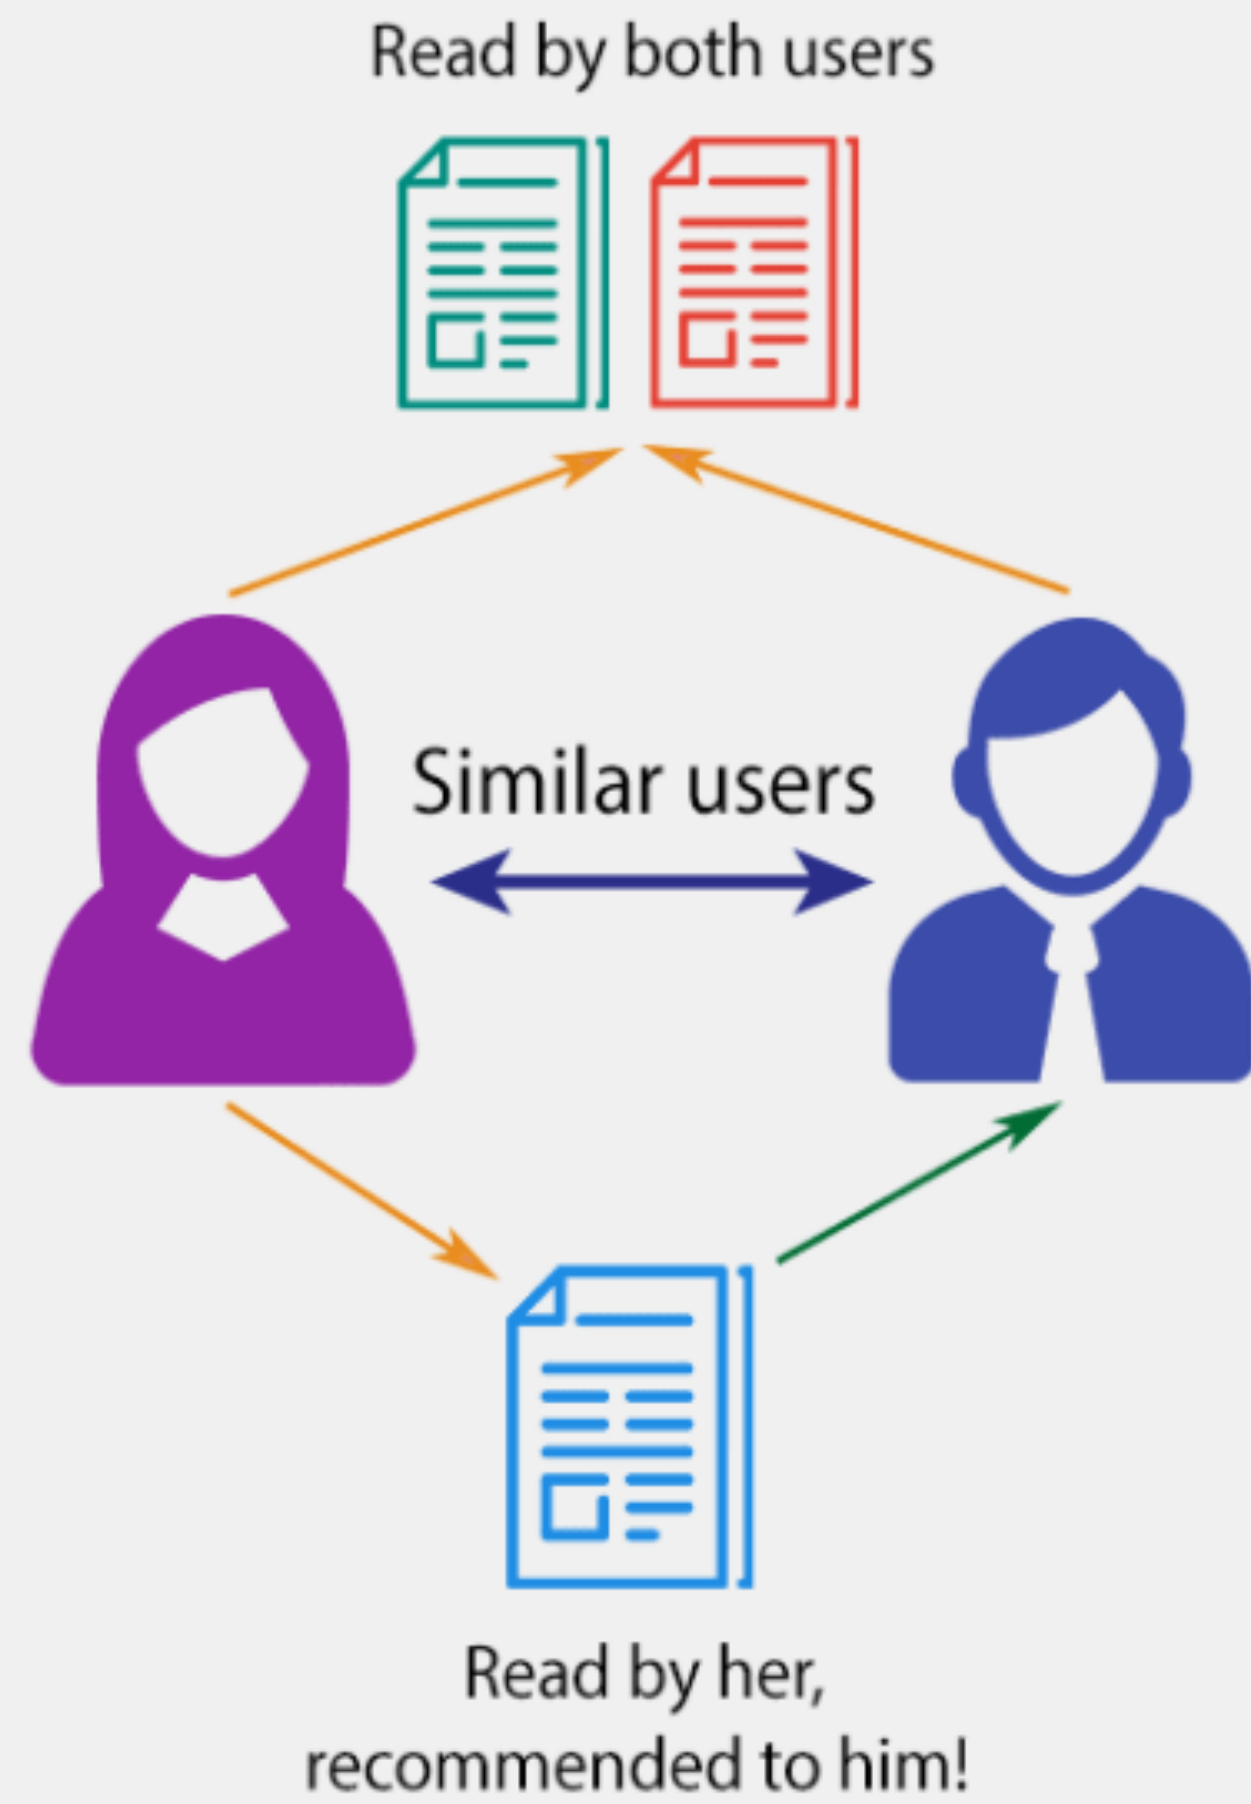 Read by both users
Similar users
Read by her,
recommended to him!